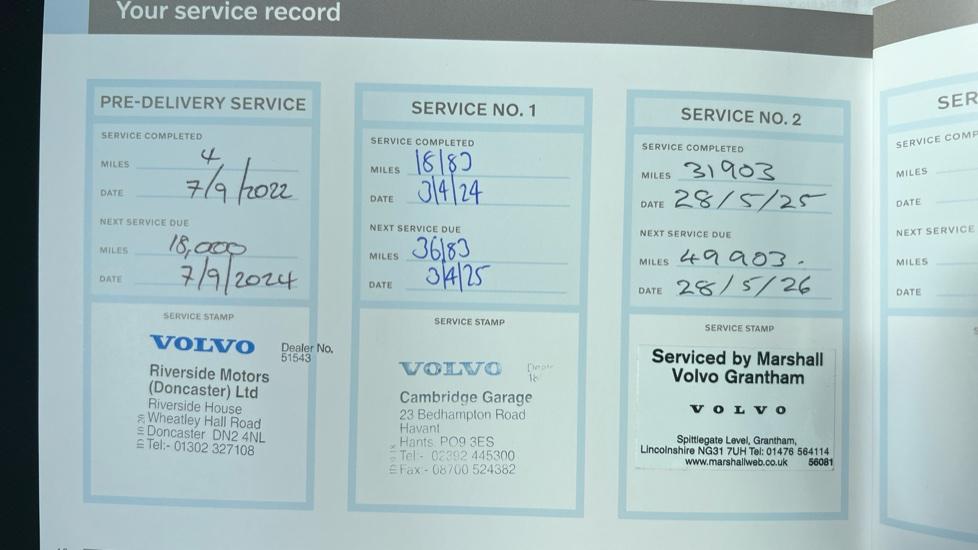 Your service record
PRE-DELIVERY SERVICE
SERVICE COMPLETED
MILES 4
DATE 7/9/2022
NEXT SERVICE DUE
MILES 18,000
DATE 7/9/2024
SERVICE STAMP
VOLVO
Dealer No.
51543
Riverside Motors
(Doncaster) Ltd
Riverside House
Wheatley Hall Road
Doncaster DN2 4NL
Tel:- 01302 327108
SERVICE NO. 1
SERVICE COMPLETED
MILES 18183
DATE 3/4/24
NEXT SERVICE DUE
MILES 36183
DATE 3/4/25
SERVICE STAMP
VOLVO
Cambridge Garage
23 Bedhampton Road
Havant
Hants PO9 3ES
Tel:- 02392 445300
Fax:- 08700 524382
SERVICE NO. 2
SERVICE COMPLETED
MILES 31903
DATE 28/5/25
NEXT SERVICE DUE
MILES 49903.
DATE 28/5/26
SERVICE STAMP
Serviced by Marshall
Volvo Grantham
VOLVO
Spittlegate Level, Grantham,
Lincolnshire NG31 7UH Tel: 01476 564114
www.marshallweb.co.uk 56081
SER
SERVICE COMP
MILES
DATE
NEXT SERVICE
MILES
DATE